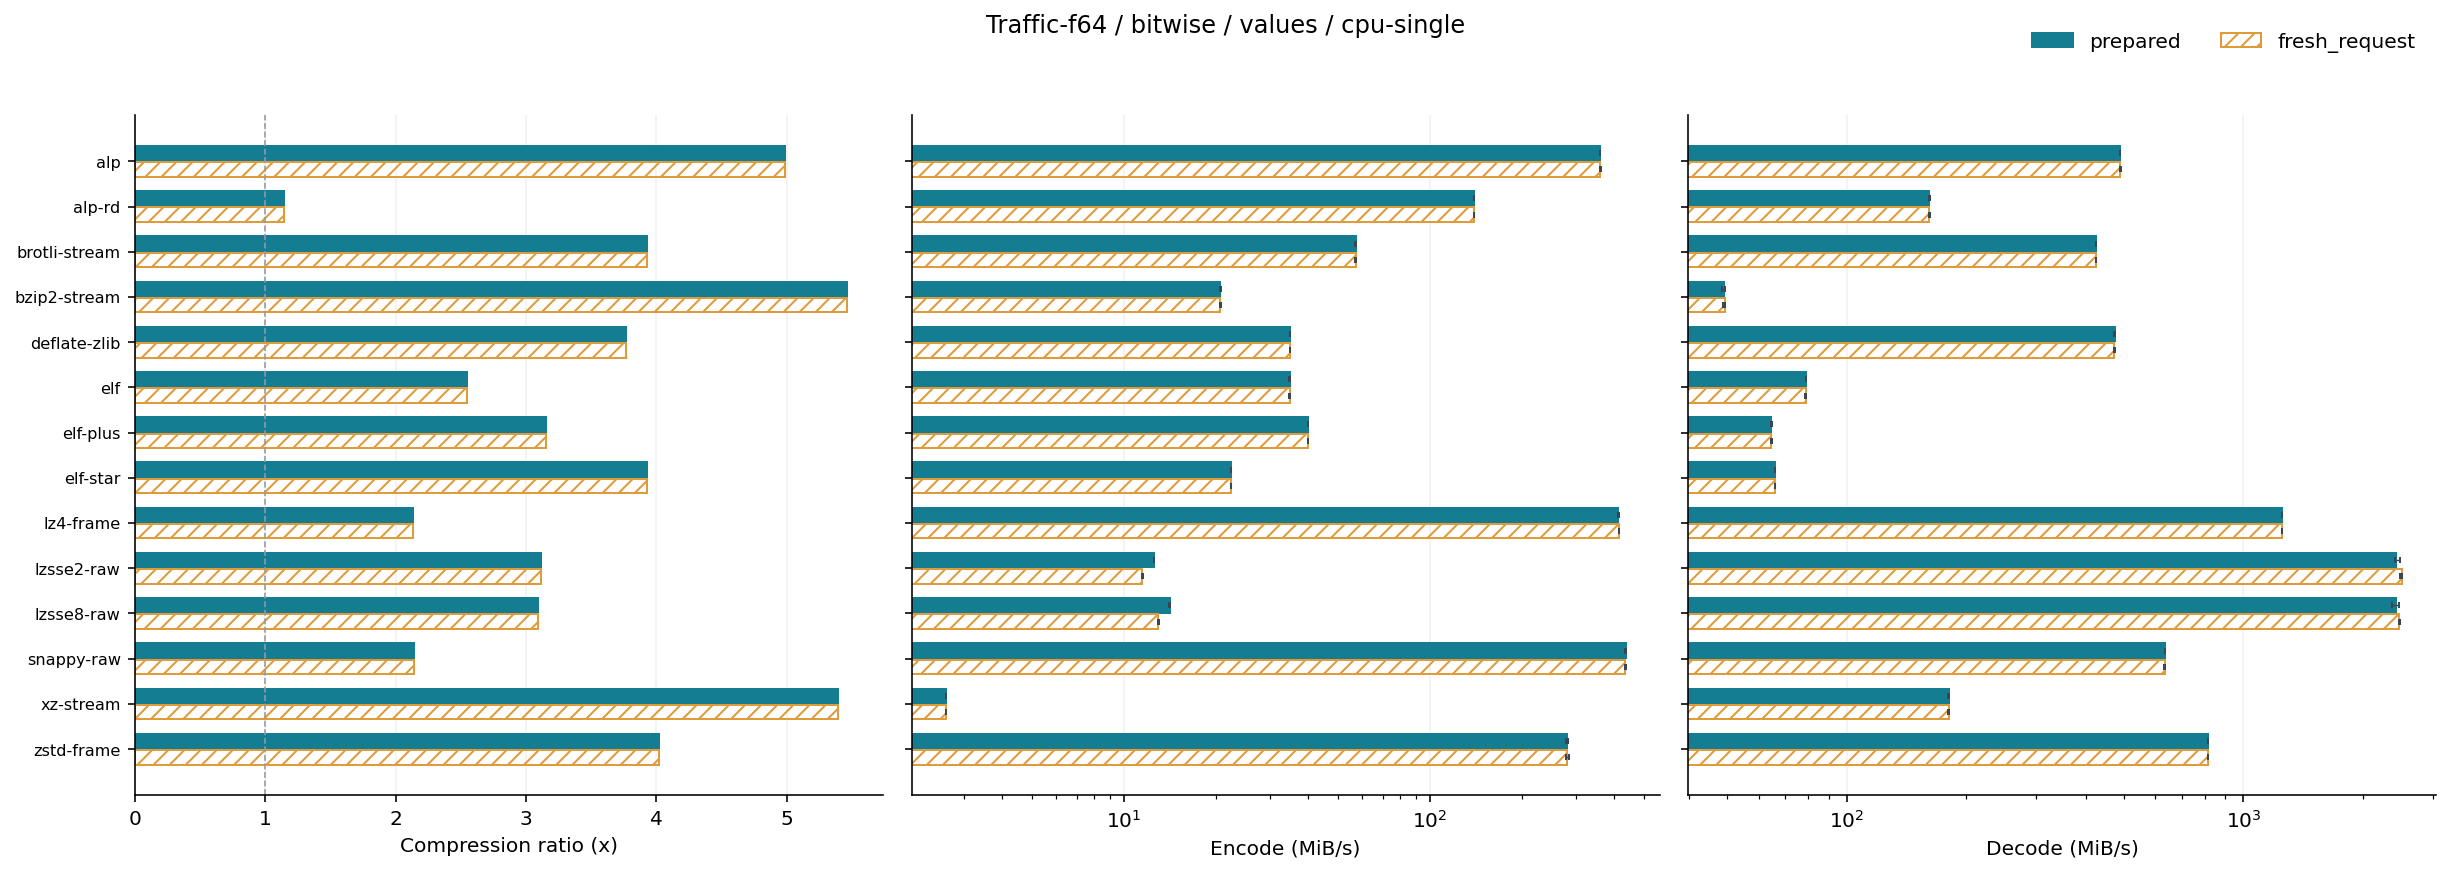 Traffic-f64 / bitwise / values / cpu-single
prepared
fresh_request
alp
alp-rd
brotli-stream
bzip2-stream
deflate-zlib
elf
elf-plus
elf-star
lz4-frame
lzsse2-raw
lzsse8-raw
snappy-raw
xz-stream
zstd-frame
0 1 2 3 4 5
Compression ratio (x)
10¹ 10²
Encode (MiB/s)
10² 10³
Decode (MiB/s)